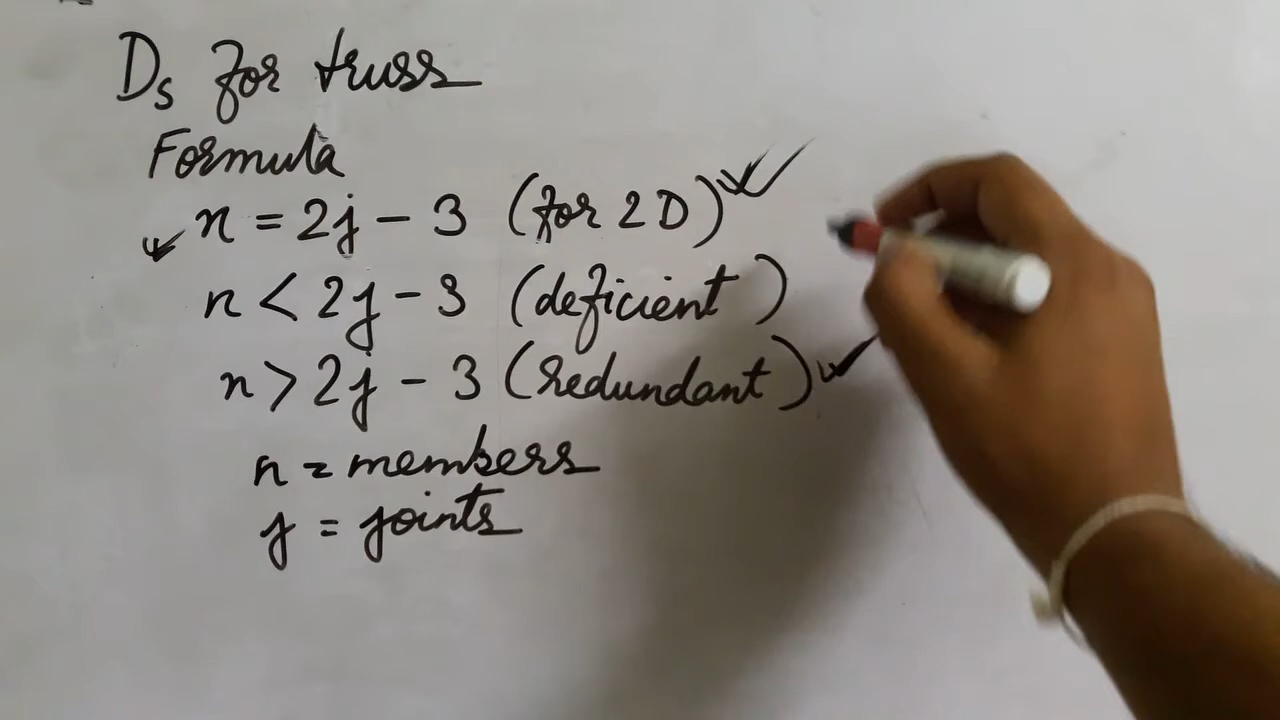 Ds for truss
Formula
n = 2j - 3 (for 2D)
n < 2j - 3 (deficient)
n > 2j - 3 (redundant)
n = members
j = joints